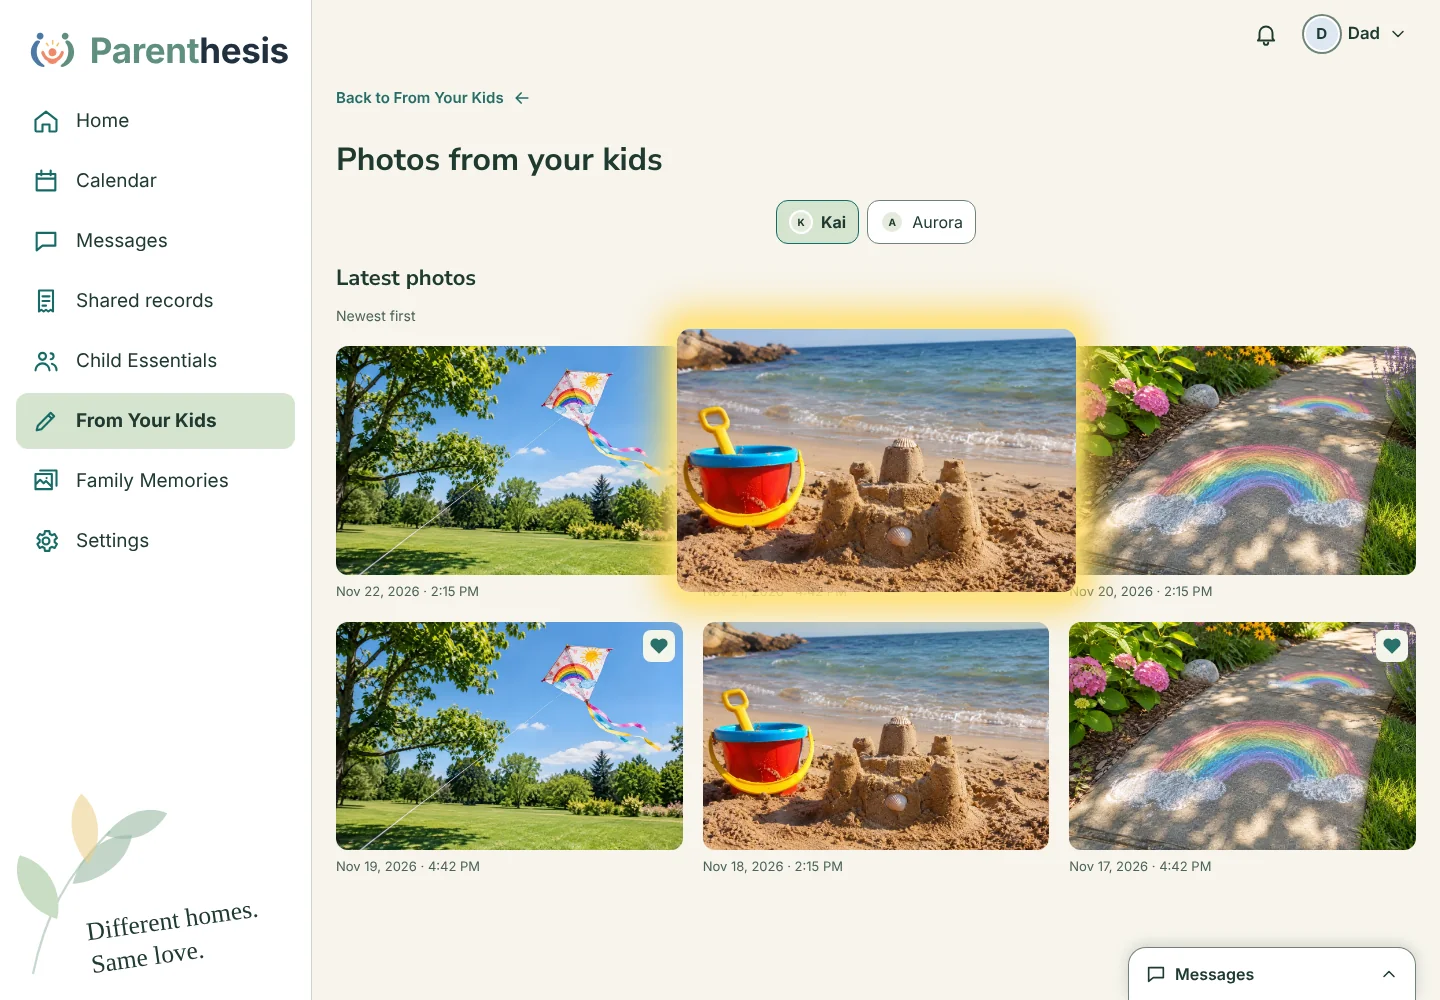 Parenthesis
Home
Calendar
Messages
Shared records
Child Essentials
From Your Kids
Family Memories
Settings
Different homes.
Same love.
D Dad
Back to From Your Kids
Photos from your kids
K Kai
A Aurora
Latest photos
Newest first
Nov 22, 2026 · 2:15 PM
Nov 20, 2026 · 2:15 PM
Nov 19, 2026 · 4:42 PM
Nov 18, 2026 · 2:15 PM
Nov 17, 2026 · 4:42 PM
Messages